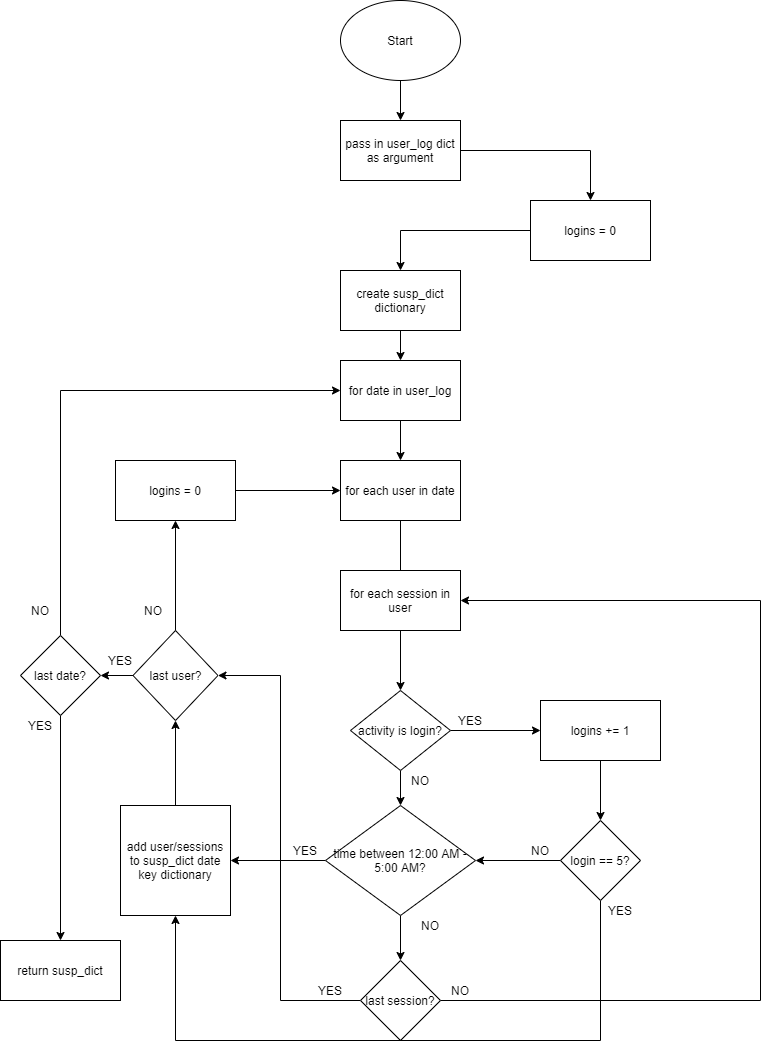 Start
pass in user_log dict
as argument
logins = 0
create susp_dict
dictionary
for date in user_log
logins = 0
for each user in date
for each session in
user
NO
NO
last date?
YES
last user?
activity is login?
YES
logins += 1
YES
NO
add user/sessions
to susp_dict date
key dictionary
YES
time between 12:00 AM -
5:00 AM?
NO
login == 5?
YES
NO
return susp_dict
YES
last session?
NO